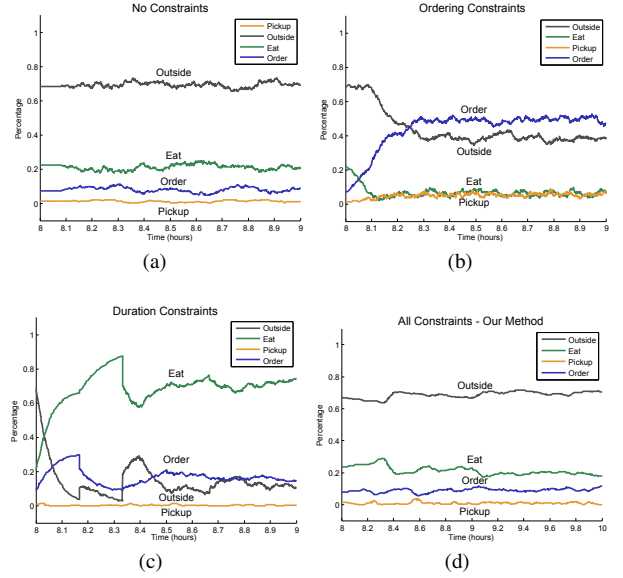 No Constraints
Pickup
Outside
Eat
Order
1
0.8
0.6
0.4
0.2
0
Percentage
Outside
Eat
Order
Pickup
8 8.1 8.2 8.3 8.4 8.5 8.6 8.7 8.8 8.9 9
Time (hours)
(a)
Ordering Constraints
Outside
Eat
Pickup
Order
1
0.8
0.6
0.4
0.2
0
Percentage
Order
Outside
Eat
Pickup
8 8.1 8.2 8.3 8.4 8.5 8.6 8.7 8.8 8.9 9
Time (hours)
(b)
Duration Constraints
Outside
Eat
Pickup
Order
1
0.8
0.6
0.4
0.2
0
Percentage
Eat
Order
Outside
Pickup
8 8.1 8.2 8.3 8.4 8.5 8.6 8.7 8.8 8.9 9
Time (hours)
(c)
All Constraints - Our Method
Outside
Eat
Pickup
Order
1
0.8
0.6
0.4
0.2
0
Percentage
Outside
Eat
Order
Pickup
8 8.2 8.4 8.6 8.8 9 9.2 9.4 9.6 9.8 10
Time (hours)
(d)